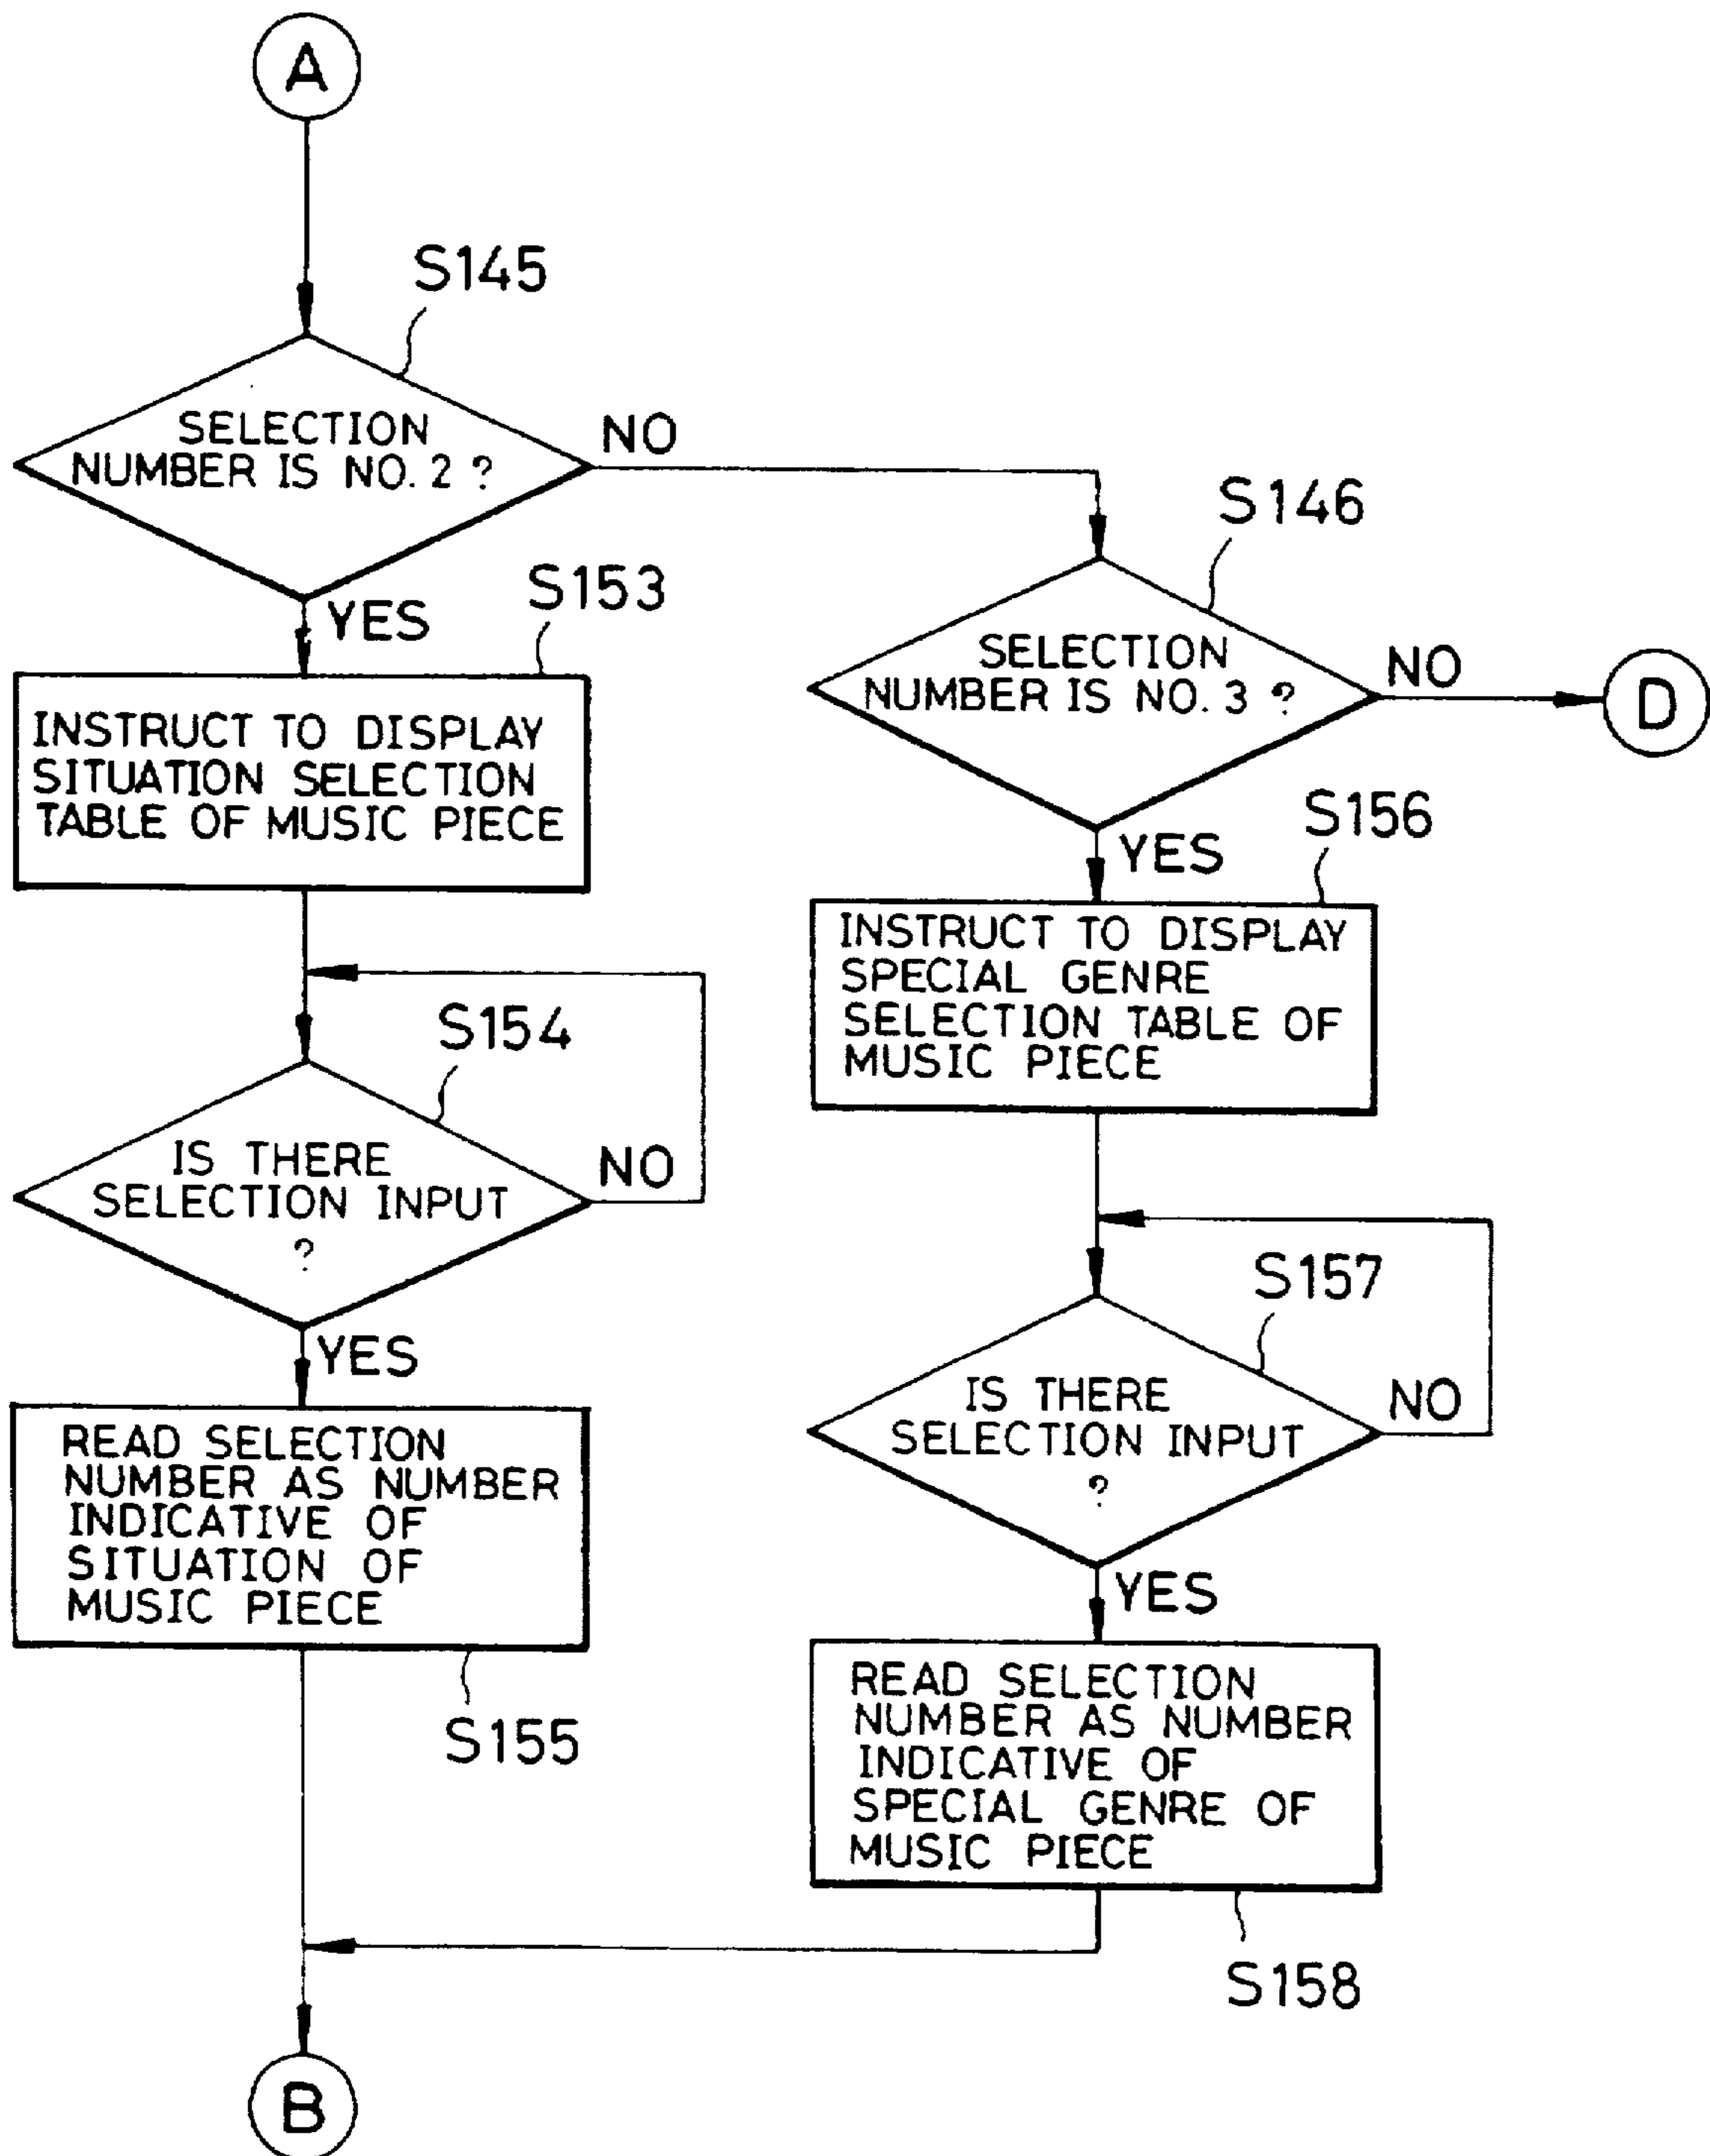 A
S145
SELECTION
NUMBER IS NO. 2 ?
NO
YES
S153
INSTRUCT TO DISPLAY
SITUATION SELECTION
TABLE OF MUSIC PIECE
S154
IS THERE
SELECTION INPUT
?
NO
YES
READ SELECTION
NUMBER AS NUMBER
INDICATIVE OF
SITUATION OF
MUSIC PIECE
S155
B
S146
SELECTION
NUMBER IS NO. 3 ?
NO
D
YES
S156
INSTRUCT TO DISPLAY
SPECIAL GENRE
SELECTION TABLE OF
MUSIC PIECE
S157
IS THERE
SELECTION INPUT
?
NO
YES
READ SELECTION
NUMBER AS NUMBER
INDICATIVE OF
SPECIAL GENRE OF
MUSIC PIECE
S158